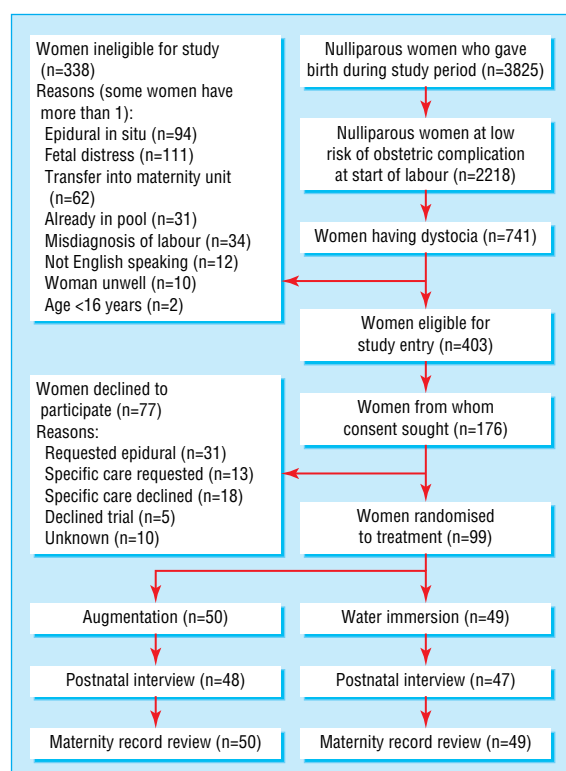 Women ineligible for study
(n=338)
Reasons (some women have
more than 1):
Epidural in situ (n=94)
Fetal distress (n=111)
Transfer into maternity unit
(n=62)
Already in pool (n=31)
Misdiagnosis of labour (n=34)
Not English speaking (n=12)
Woman unwell (n=10)
Age <16 years (n=2)
Nulliparous women who gave
birth during study period (n=3825)
Nulliparous women at low
risk of obstetric complication
at start of labour (n=2218)
Women having dystocia (n=741)
Women eligible for
study entry (n=403)
Women declined to
participate (n=77)
Reasons:
Requested epidural (n=31)
Specific care requested (n=13)
Specific care declined (n=18)
Declined trial (n=5)
Unknown (n=10)
Women from whom
consent sought (n=176)
Women randomised
to treatment (n=99)
Augmentation (n=50)
Water immersion (n=49)
Postnatal interview (n=48)
Postnatal interview (n=47)
Maternity record review (n=50)
Maternity record review (n=49)